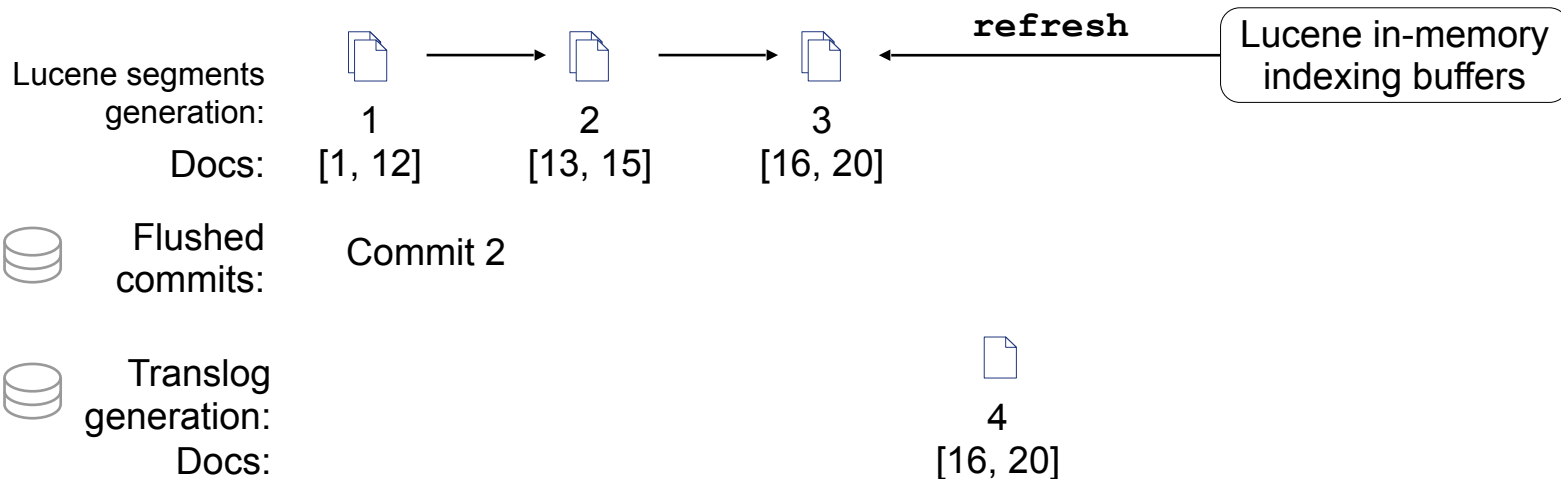 refresh
Lucene in-memory
indexing buffers
Lucene segments
generation:
1 2 3
Docs: [1, 12] [13, 15] [16, 20]
Flushed
commits:
Commit 2
Translog
generation:
4
Docs: [16, 20]